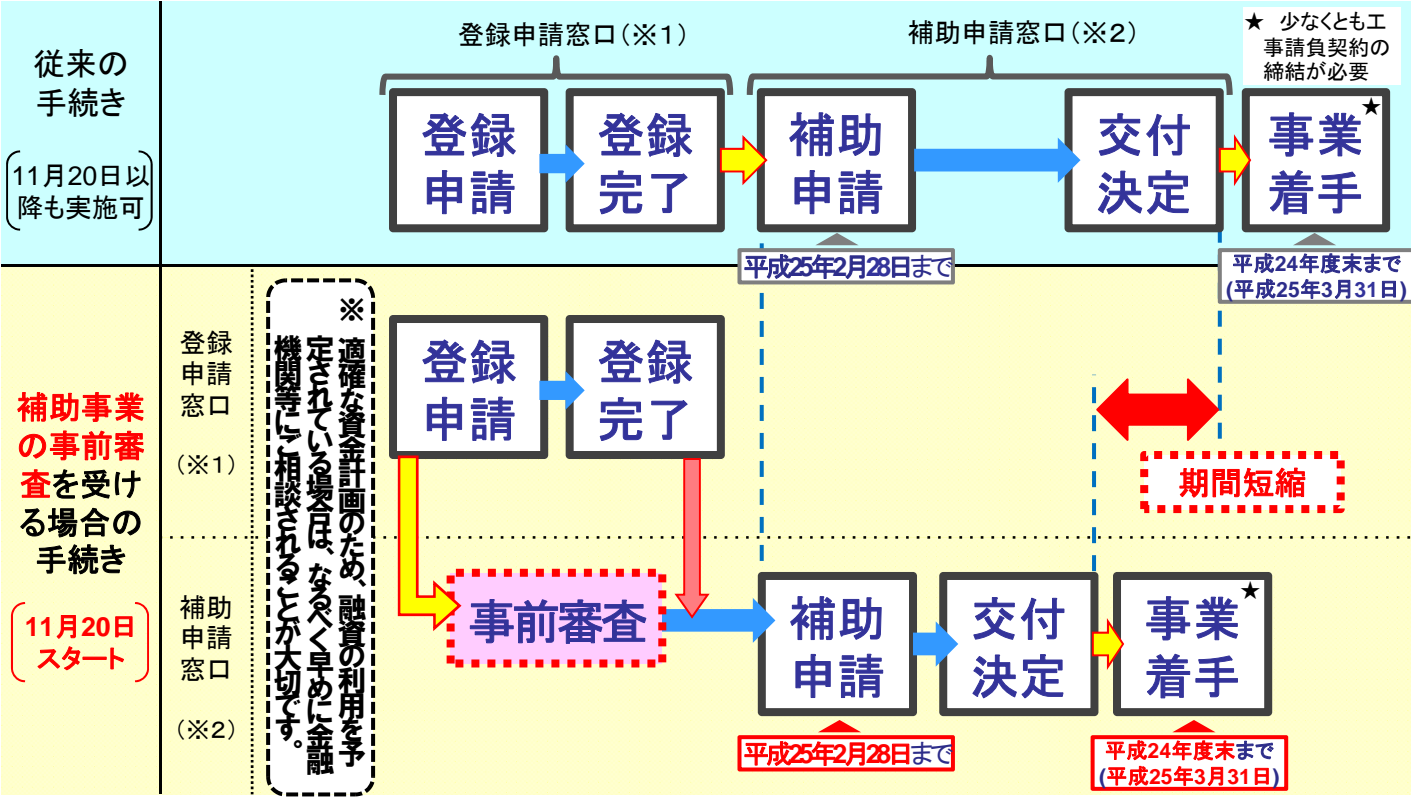 従来の
手続き
11月20日以
降も実施可
登録申請窓口(※1)
補助申請窓口(※2)
★ 少なくとも工
事請負契約の
締結が必要
登録
申請
登録
完了
補助
申請
交付
決定
事業★
着手
平成25年2月28日まで
平成24年度末まで
(平成25年3月31日)
補助事業
の事前審
査を受け
る場合の
手続き
11月20日
スタート
登録
申請
窓口
(※1)
補助
申請
窓口
(※2)
※
適確な資金計画のため、融資の利用を予
定されている場合は、なるべく早めに金融
機関等にご相談されることが大切です。
登録
申請
登録
完了
期間短縮
事前審査
補助
申請
交付
決定
事業★
着手
平成25年2月28日まで
平成24年度末まで
(平成25年3月31日)